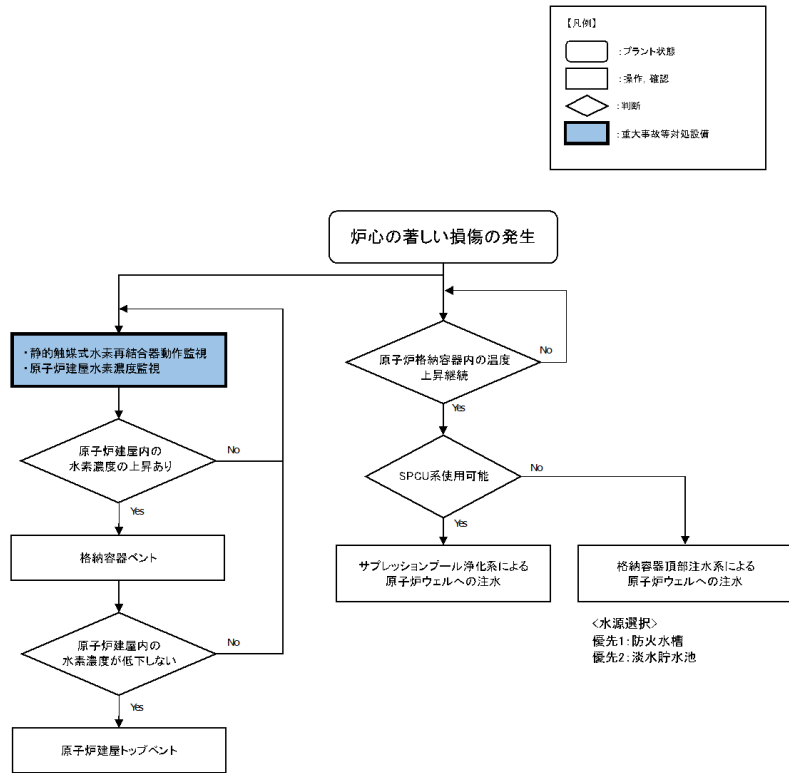 【凡例】
：プラント状態
：操作，確認
：判断
：重大事故等対処設備
炉心の著しい損傷の発生
・静的触媒式水素再結合器動作監視
・原子炉建屋水素濃度監視
原子炉建屋内の
水素濃度の上昇あり
No
Yes
格納容器ベント
原子炉建屋内の
水素濃度が低下しない
No
Yes
原子炉建屋トップベント
原子炉格納容器内の温度
上昇継続
No
Yes
SPCU系使用可能
No
Yes
サプレッションプール浄化系による
原子炉ウェルへの注水
格納容器頂部注水系による
原子炉ウェルへの注水
＜水源選択＞
優先1：防火水槽
優先2：淡水貯水池